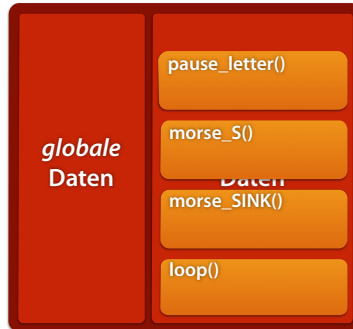 globale
Daten
pause_letter()
morse_S()
Daten
morse_SINK()
loop()